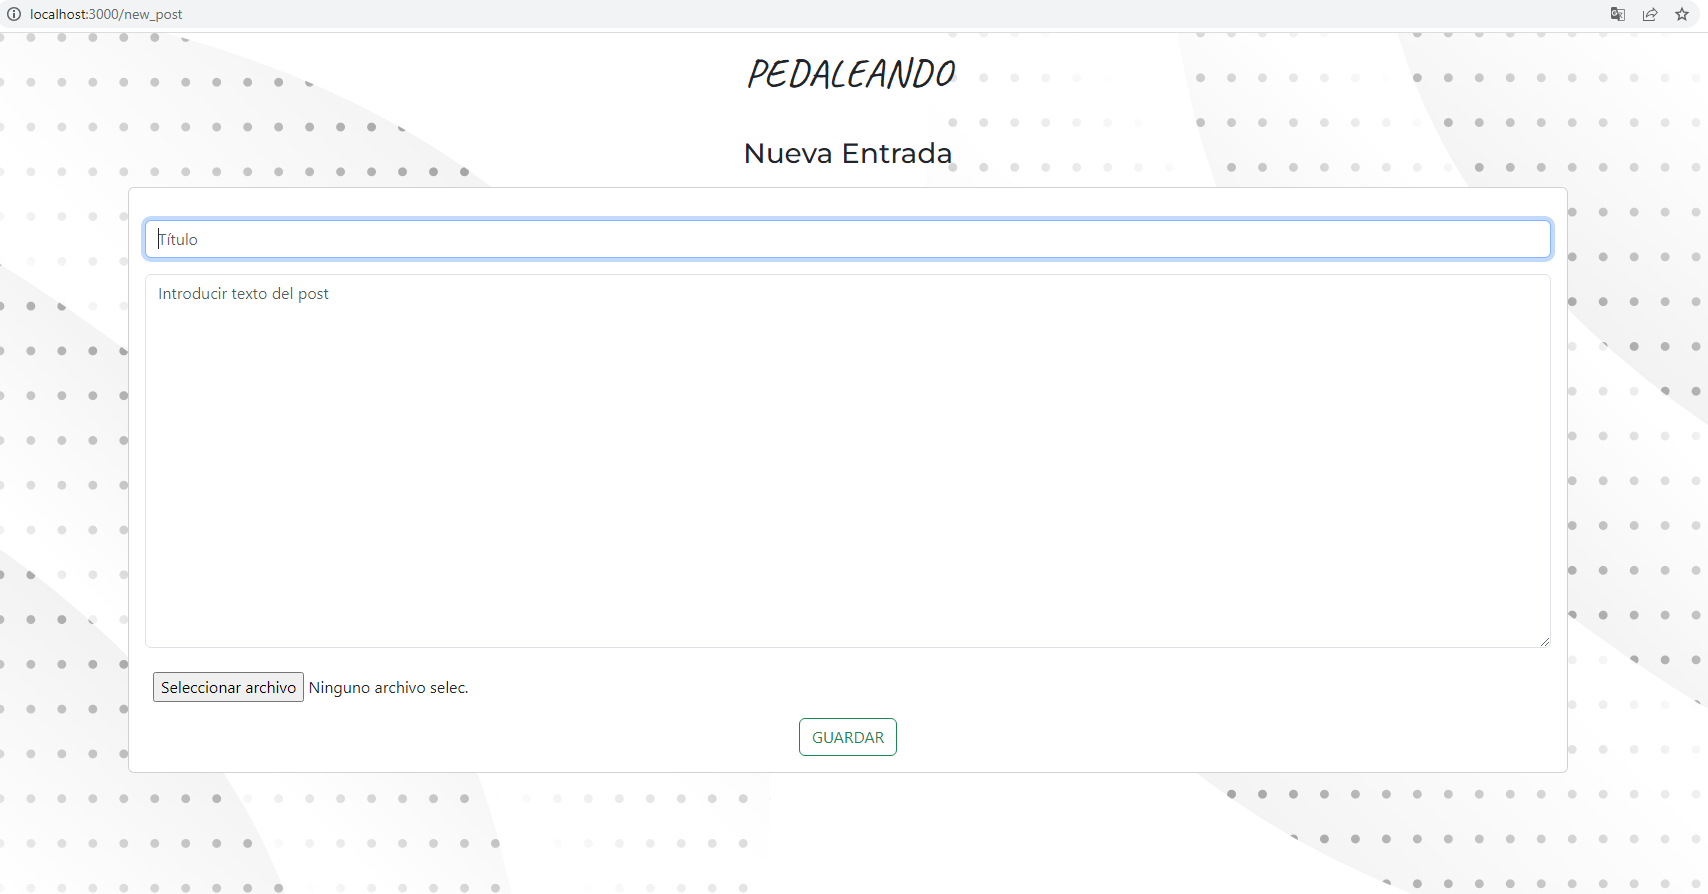 localhost:3000/new_post
PEDALEANDO
Nueva Entrada
Título
Introducir texto del post
Seleccionar archivo Ninguno archivo selec.
GUARDAR